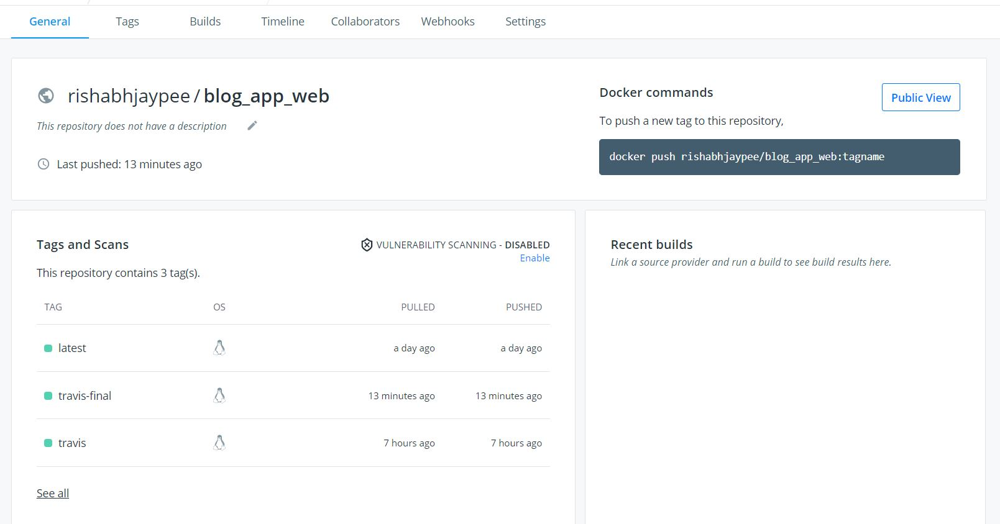 General Tags Builds Timeline Collaborators Webhooks Settings
rishabhjaypee / blog_app_web
This repository does not have a description
Last pushed: 13 minutes ago
Docker commands
Public View
To push a new tag to this repository,
docker push rishabhjaypee/blog_app_web:tagname
Tags and Scans
VULNERABILITY SCANNING - DISABLED
Enable
This repository contains 3 tag(s).
TAG OS PULLED PUSHED
latest a day ago a day ago
travis-final 13 minutes ago 13 minutes ago
travis 7 hours ago 7 hours ago
See all
Recent builds
Link a source provider and run a build to see build results here.